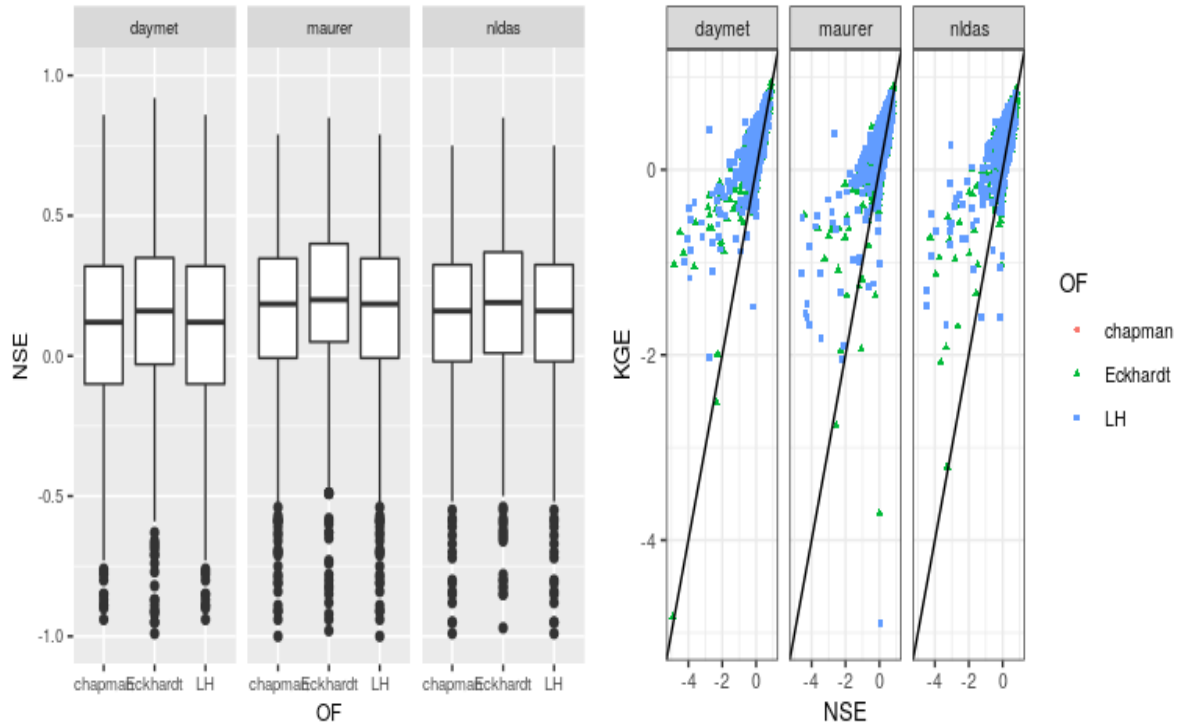 daymet maurer nldas
1.0
0.5
0.0
-0.5
-1.0
NSE
chapman Eckhardt LH chapman Eckhardt LH chapman Eckhardt LH
OF
daymet maurer nldas
0
-2
-4
KGE
-4 -2 0 -4 -2 0 -4 -2 0
NSE
OF
chapman
Eckhardt
LH